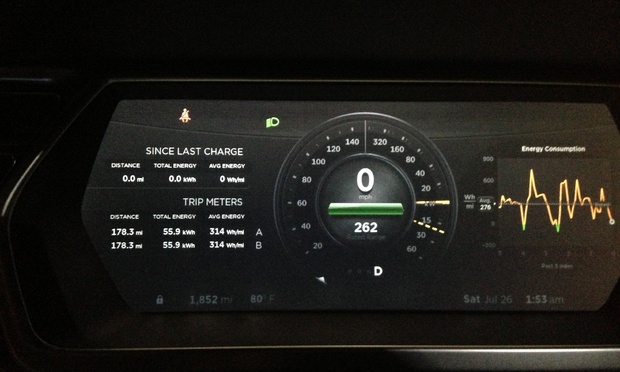 SINCE LAST CHARGE
DISTANCE TOTAL ENERGY AVG ENERGY
0.0 mi 0.0 kWh 0 Wh/mi
TRIP METERS
DISTANCE TOTAL ENERGY AVG ENERGY
178.3 mi 55.9 kWh 314 Wh/mi A
178.3 mi 55.9 kWh 314 Wh/mi B
140 320
120 160
100 80
80 40
60 20
40 15
20 30
60
0
mph
262
D
Energy Consumption
800
Wh
mi
Avg
276
0
-200
Past 5 miles
1,852 mi 80° F
Sat Jul 26 1:53 am